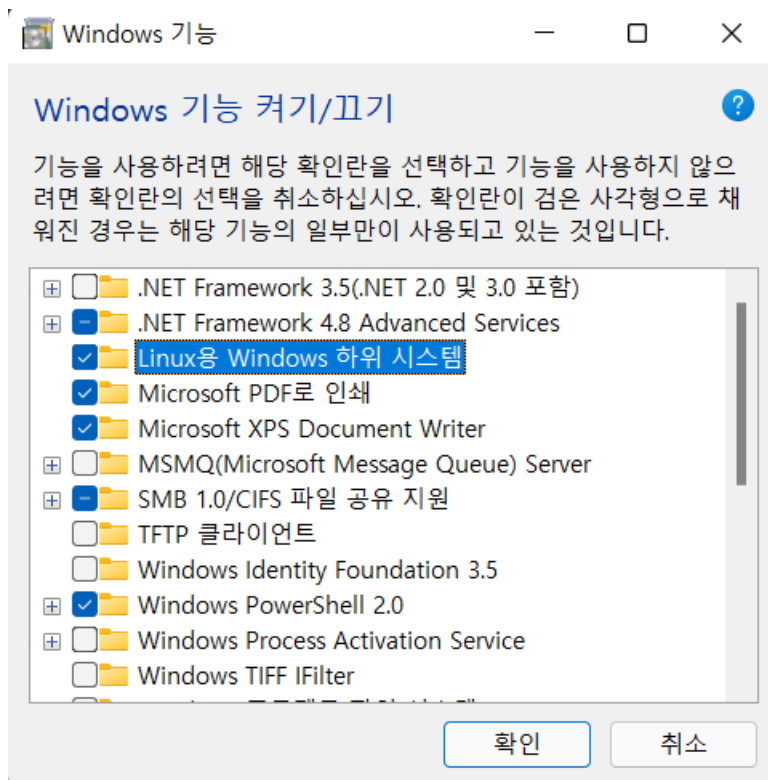 Windows 기능
Windows 기능 켜기/끄기
기능을 사용하려면 해당 확인란을 선택하고 기능을 사용하지 않으
려면 확인란의 선택을 취소하십시오. 확인란이 검은 사각형으로 채
워진 경우는 해당 기능의 일부만이 사용되고 있는 것입니다.
.NET Framework 3.5(.NET 2.0 및 3.0 포함)
.NET Framework 4.8 Advanced Services
Linux용 Windows 하위 시스템
Microsoft PDF로 인쇄
Microsoft XPS Document Writer
MSMQ(Microsoft Message Queue) Server
SMB 1.0/CIFS 파일 공유 지원
TFTP 클라이언트
Windows Identity Foundation 3.5
Windows PowerShell 2.0
Windows Process Activation Service
Windows TIFF IFilter
확인
취소